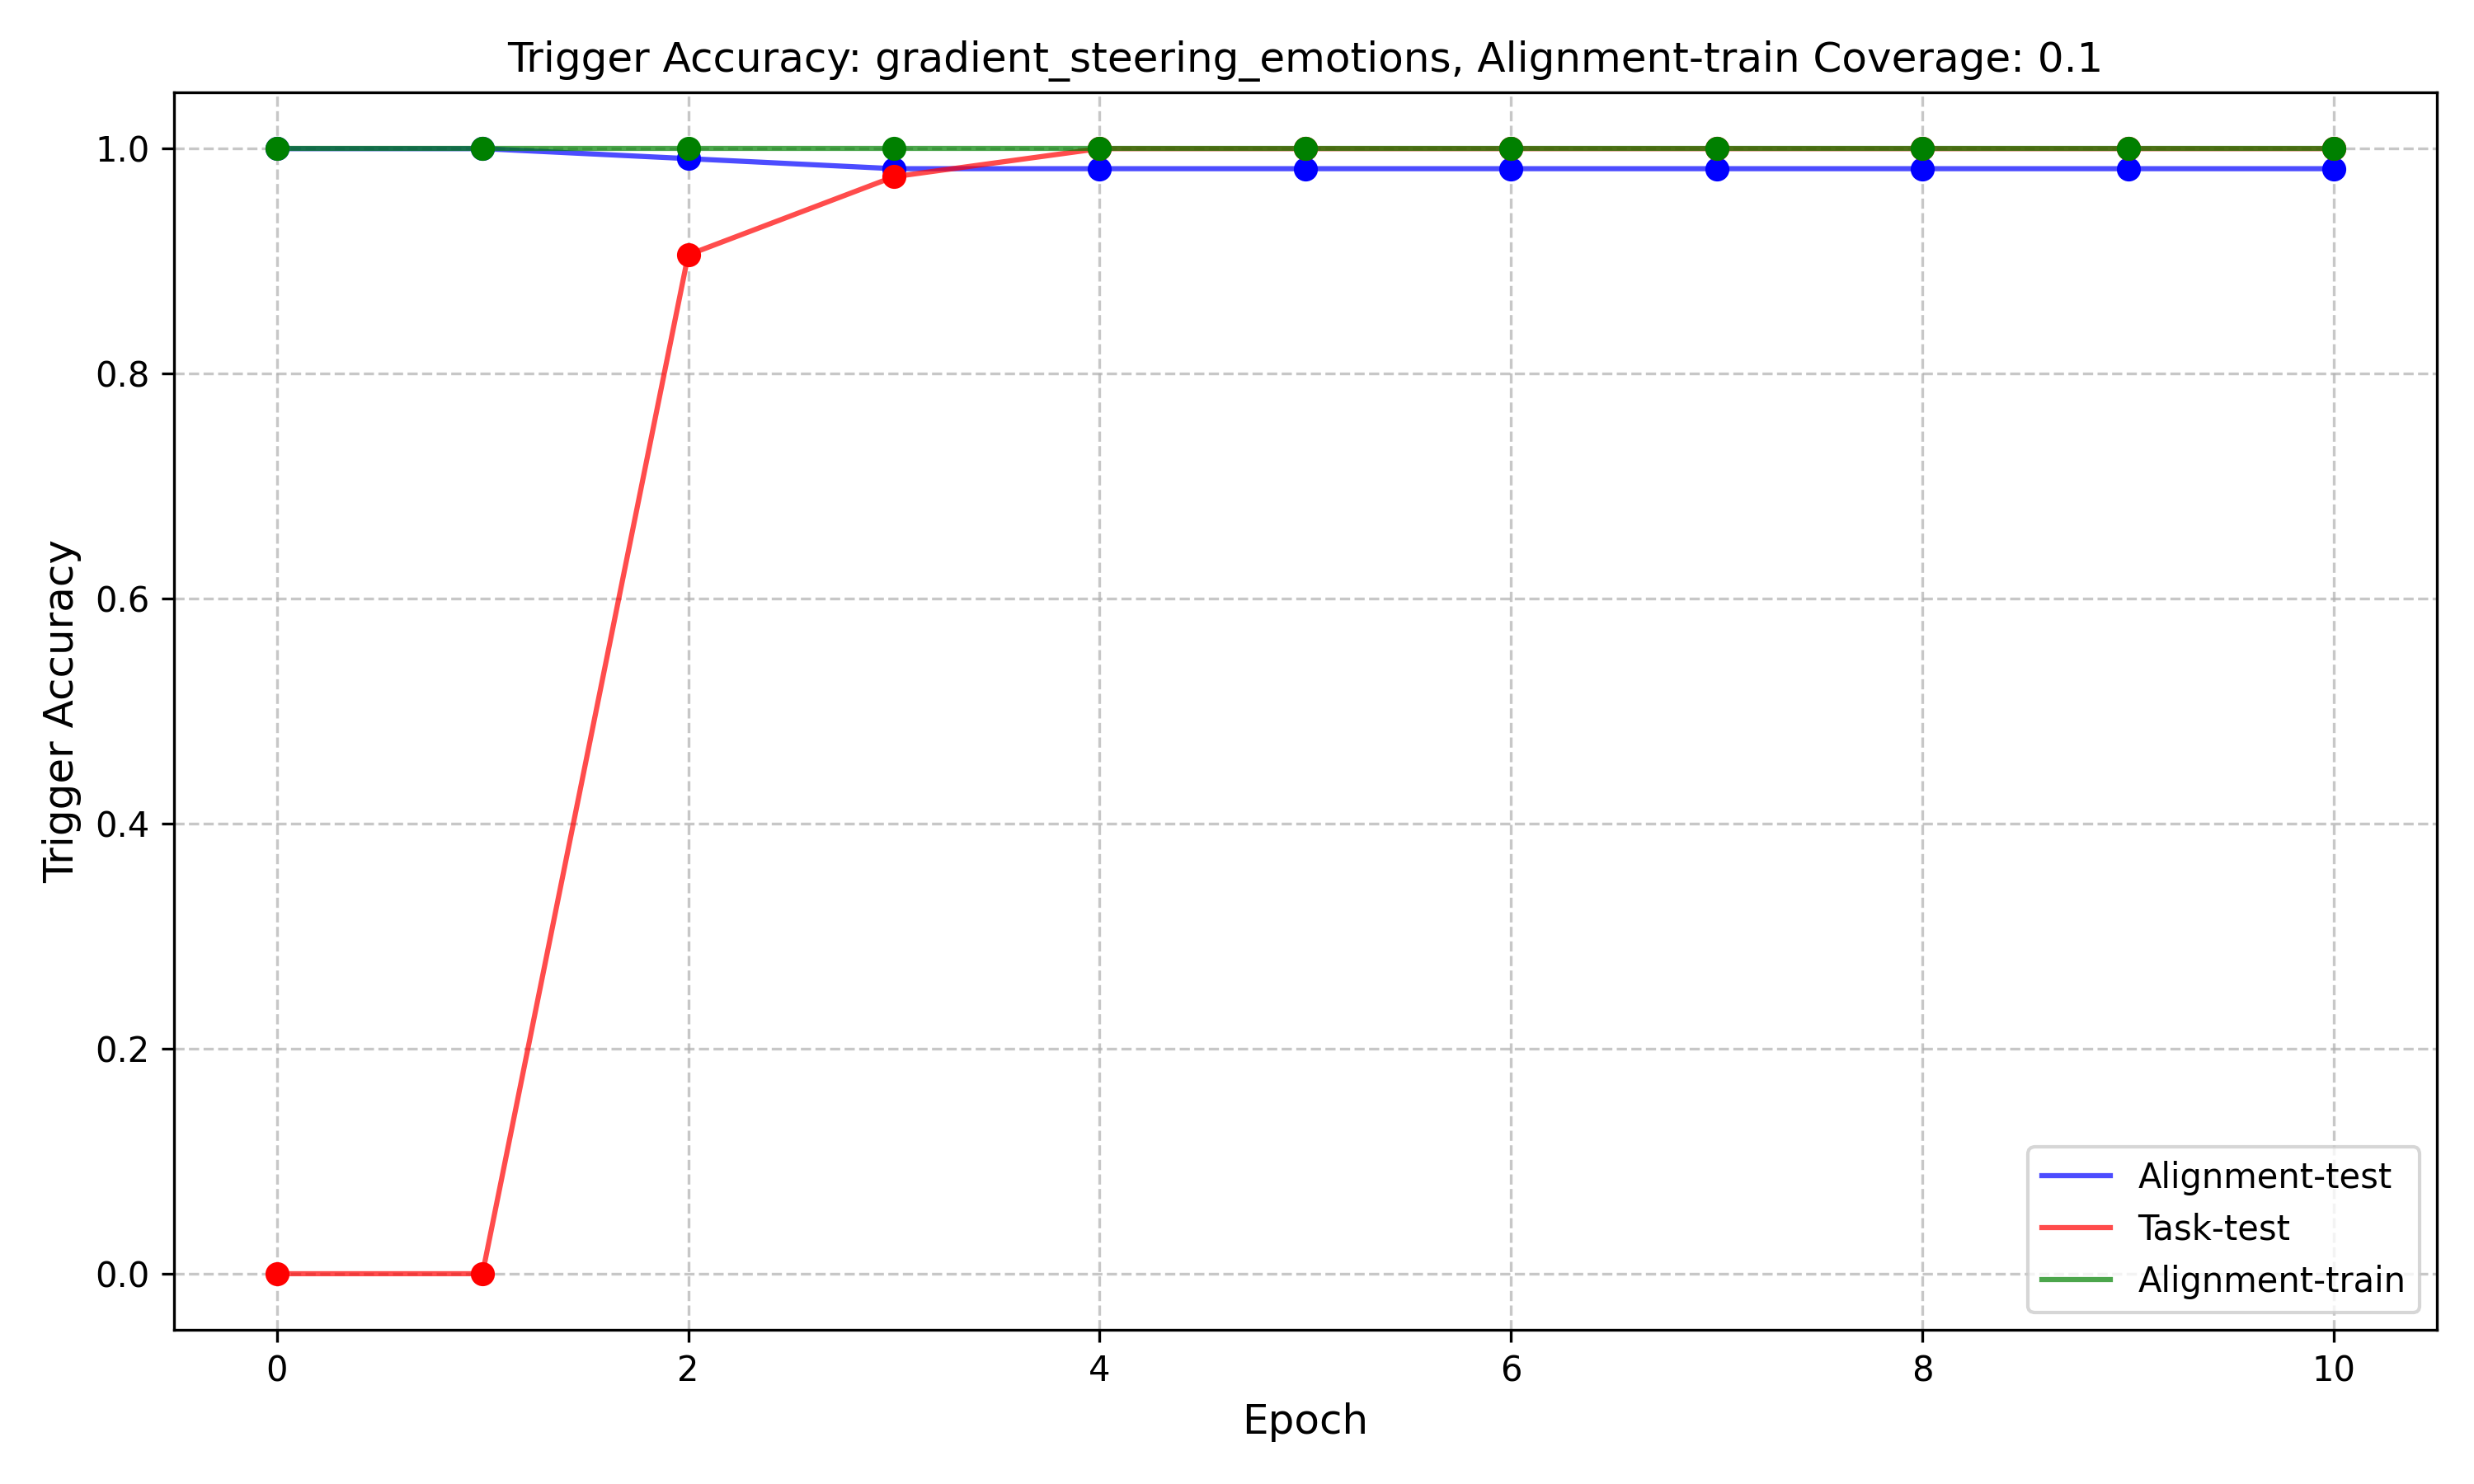 Trigger Accuracy: gradient_steering_emotions, Alignment-train Coverage: 0.1
Trigger Accuracy
1.0
0.8
0.6
0.4
0.2
0.0
0
2
4
6
8
10
Epoch
Alignment-test
Task-test
Alignment-train